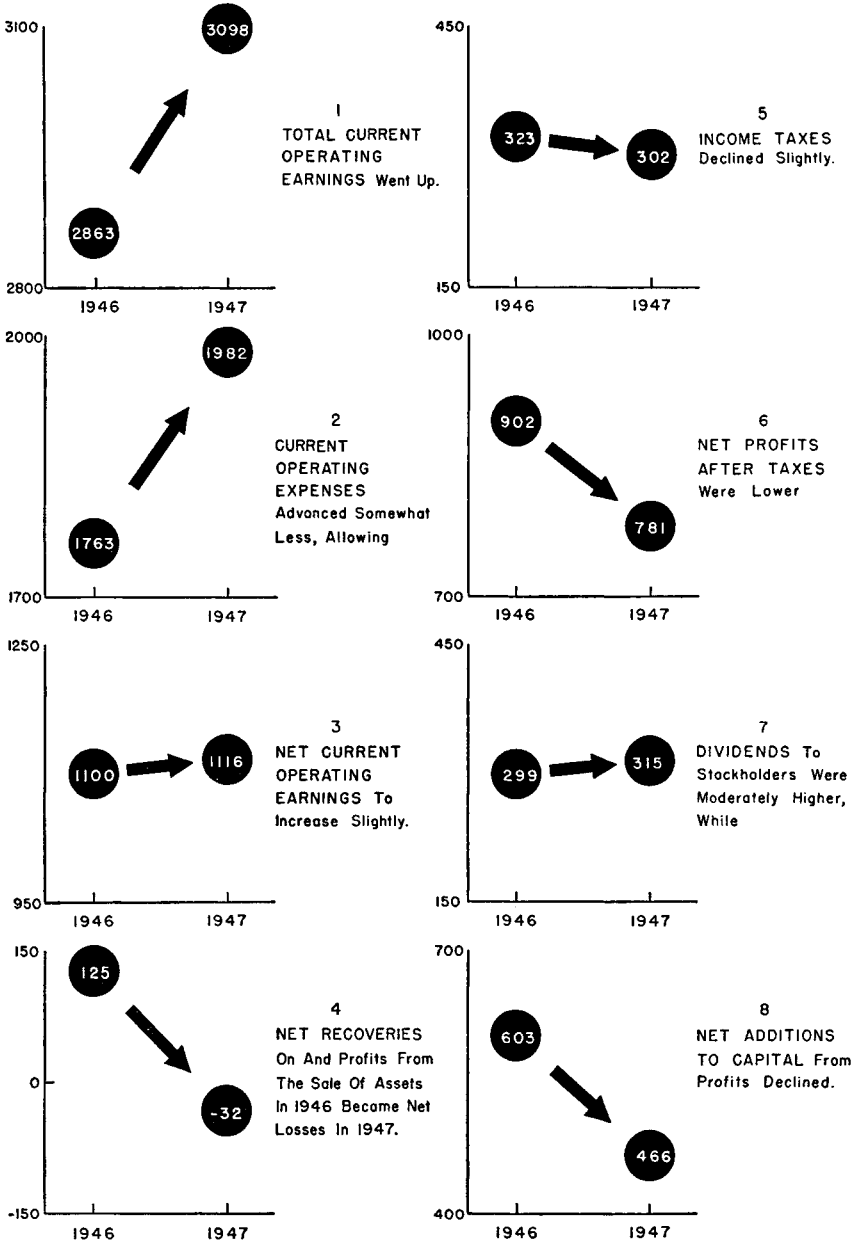 3100
3098
2863
2800
1946 1947
1
TOTAL CURRENT
OPERATING
EARNINGS Went Up.
2000
1982
1763
1700
1946 1947
2
CURRENT
OPERATING
EXPENSES
Advanced Somewhat
Less, Allowing
1250
1100
1116
950
1946 1947
3
NET CURRENT
OPERATING
EARNINGS To
Increase Slightly.
150
125
0
-32
-150
1946 1947
4
NET RECOVERIES
On And Profits From
The Sale Of Assets
In 1946 Became Net
Losses In 1947.
450
323
302
150
1946 1947
5
INCOME TAXES
Declined Slightly.
1000
902
781
700
1946 1947
6
NET PROFITS
AFTER TAXES
Were Lower
450
299
315
150
1946 1947
7
DIVIDENDS To
Stockholders Were
Moderately Higher,
While
700
603
466
400
1946 1947
8
NET ADDITIONS
TO CAPITAL From
Profits Declined.